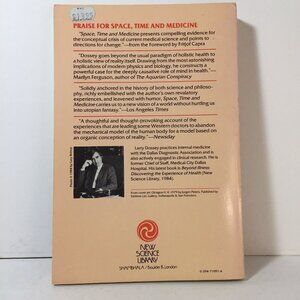 PRAISE FOR SPACE, TIME AND MEDICINE
"Space, Time and Medicine presents compelling evidence for
the conceptual crisis of current medical science and points to
directions for change."—from the Foreword by Fritjof Capra
"Dossey goes beyond the usual paradigm of holistic health to
a holistic view of reality itself. Drawing from the most astonishing
implications of modern physics and biology, he constructs a
powerful case for the deeply causative role of mind in health."—
Marilyn Ferguson, author of The Aquarian Conspiracy
"Solidly anchored in the history of both science and philoso-
phy, richly embellished with the author's own revelatory
experiences, and leavened with humor, Space, Time and
Medicine carries us to a new vision of a world without hurtling us
into utopian fantasy."—Los Angeles Times
"A thoughtful and thought-provoking account of the
experiences that are leading some Western doctors to abandon
the mechanical model of the human body for a model based on
an organic conception of reality."—Newsday
Larry Dossey practices internal medicine
with the Dallas Diagnostic Association and is
also actively engaged in clinical research. He is
former Chief of Staff, Medical City Dallas
Hospital. His latest book is Beyond Illness:
Discovering the Experience of Health (New
Science Library, 1984).
NEW
SCIENCE
LIBRARY
SHAMBHALA / Boulder & London